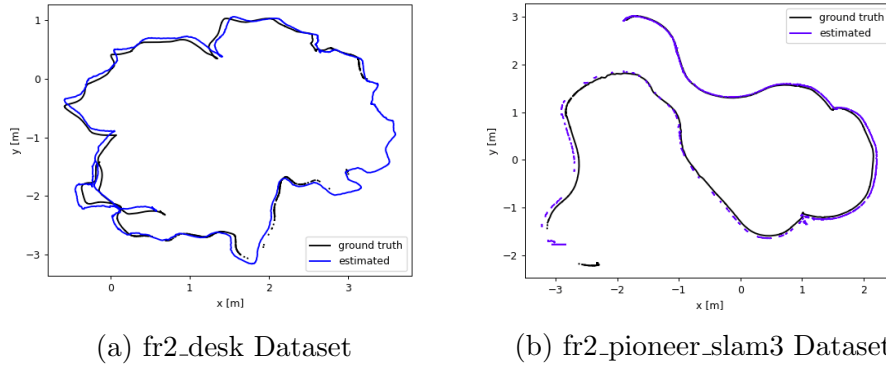 1
0
−1
−2
−3
y [m]
0
1
2
3
x [m]
ground truth
estimated
(a) fr2_desk Dataset
3
2
1
0
−1
−2
y [m]
−3
−2
−1
0
1
2
x [m]
ground truth
estimated
(b) fr2_pioneer_slam3 Dataset